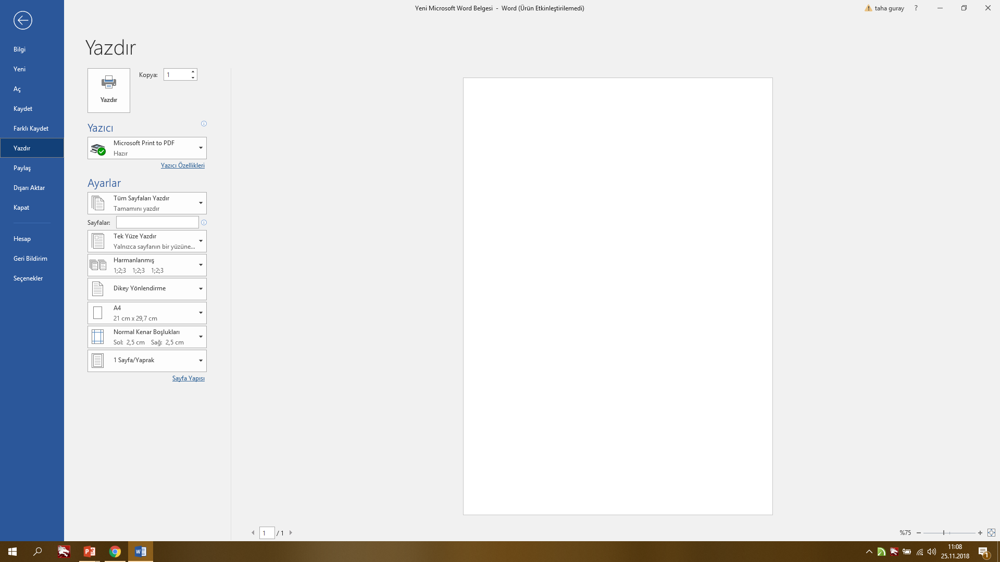 Yeni Microsoft Word Belgesi - Word (Ürün Etkinleştirilemedi)
taha guray ?
Bilgi
Yeni
Aç
Kaydet
Farklı Kaydet
Yazdır
Paylaş
Dışarı Aktar
Kapat
Hesap
Geri Bildirim
Seçenekler
Yazdır
Yazdır
Kopya: 1
Yazıcı
Microsoft Print to PDF
Hazır
Yazıcı Özellikleri
Ayarlar
Tüm Sayfaları Yazdır
Tamamını yazdır
Sayfalar:
Tek Yüze Yazdır
Yalnızca sayfanın bir yüzüne...
Harmanlanmış
1;2;3 1;2;3 1;2;3
Dikey Yönlendirme
A4
21 cm x 29,7 cm
Normal Kenar Boşlukları
Sol: 2,5 cm Sağ: 2,5 cm
1 Sayfa/Yaprak
Sayfa Yapısı
1 / 1
%75
11:08
25.11.2018
1